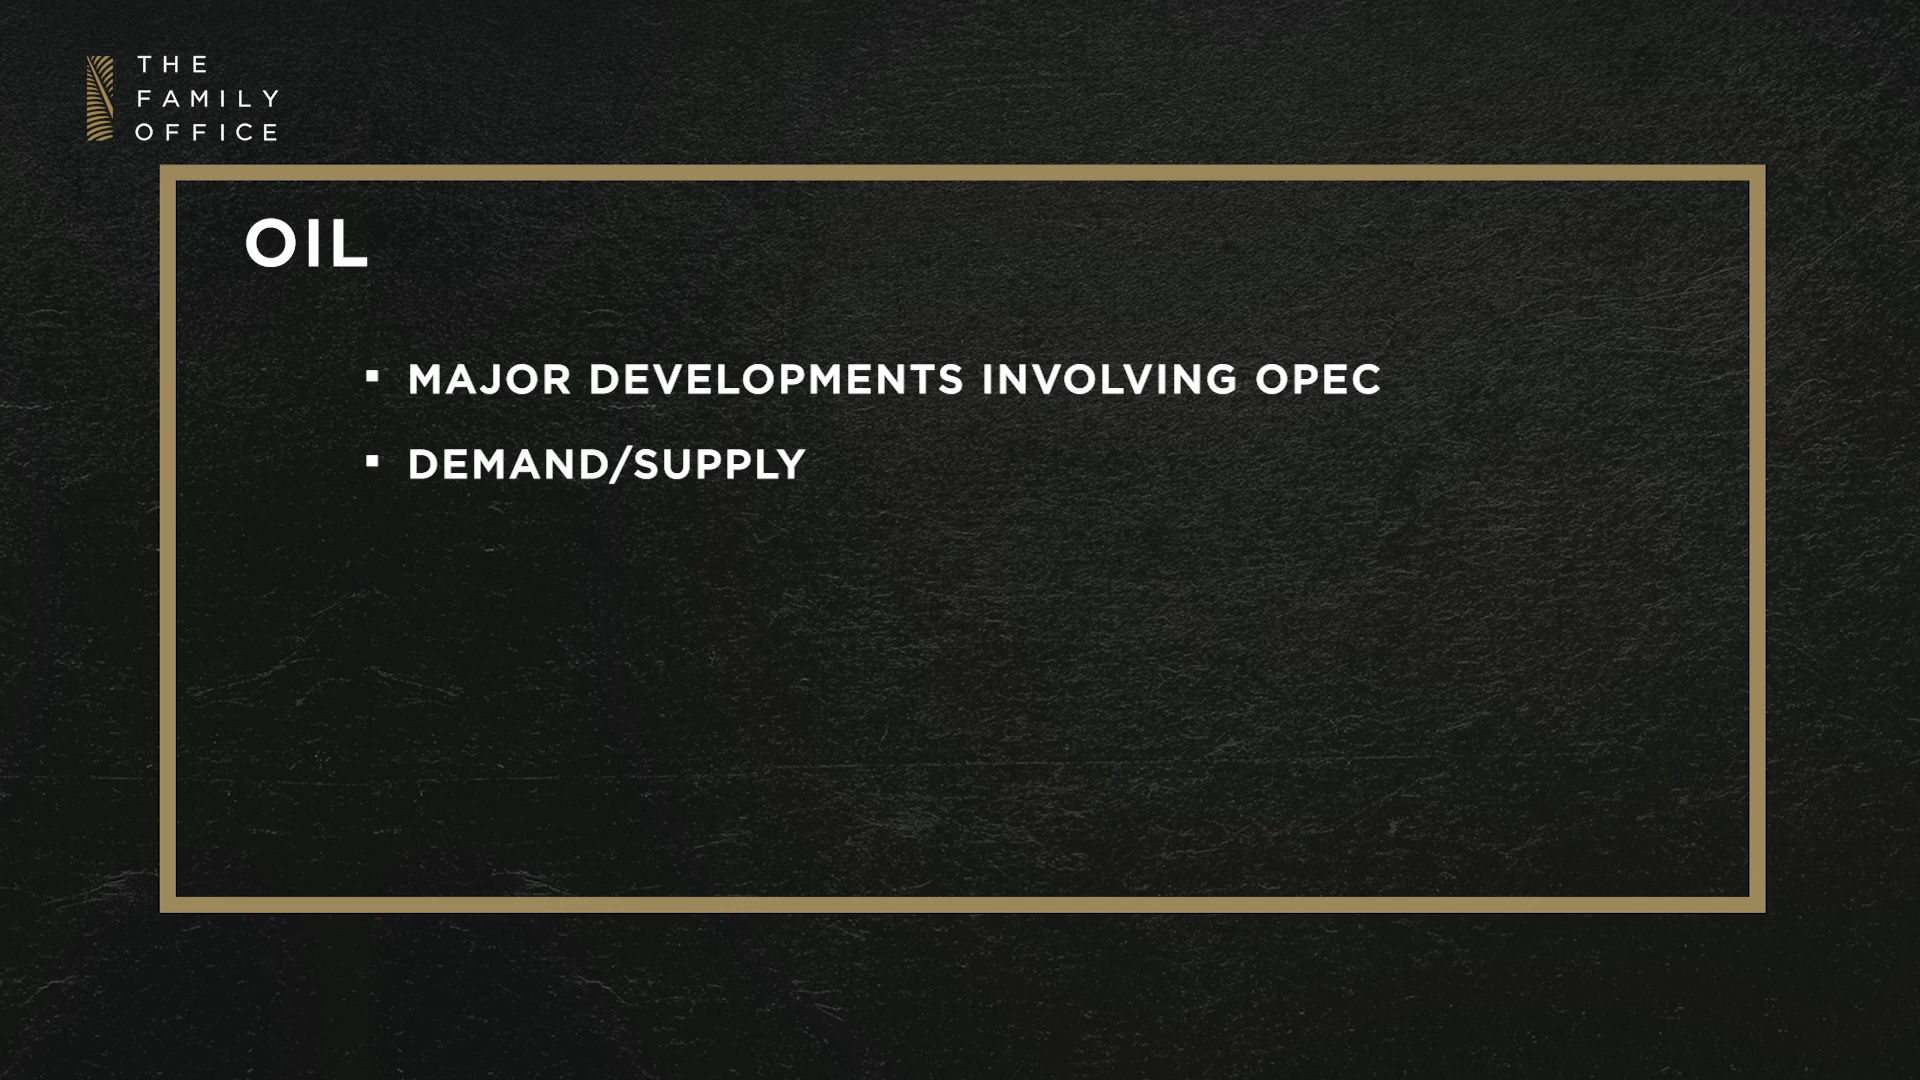 THE
FAMILY
OFFICE
OIL
▪ MAJOR DEVELOPMENTS INVOLVING OPEC
▪ DEMAND/SUPPLY